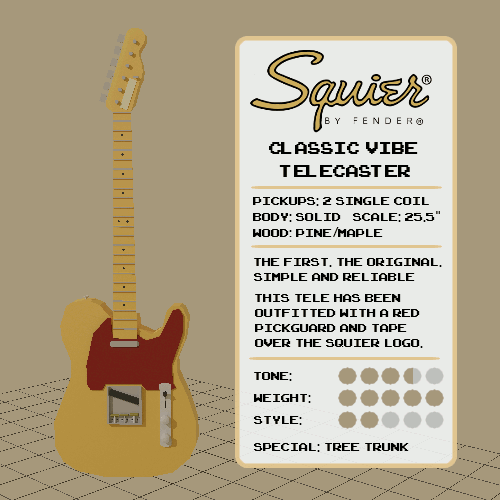 Squier®
BY FENDER®
CLASSIC VIBE
TELECASTER
PICKUPS: 2 SINGLE COIL
BODY: SOLID SCALE: 25.5"
WOOD: PINE/MAPLE
THE FIRST, THE ORIGINAL,
SIMPLE AND RELIABLE
THIS TELE HAS BEEN
OUTFITTED WITH A RED
PICKGUARD AND TAPE
OVER THE SQUIER LOGO.
TONE:
WEIGHT:
STYLE:
SPECIAL: TREE TRUNK